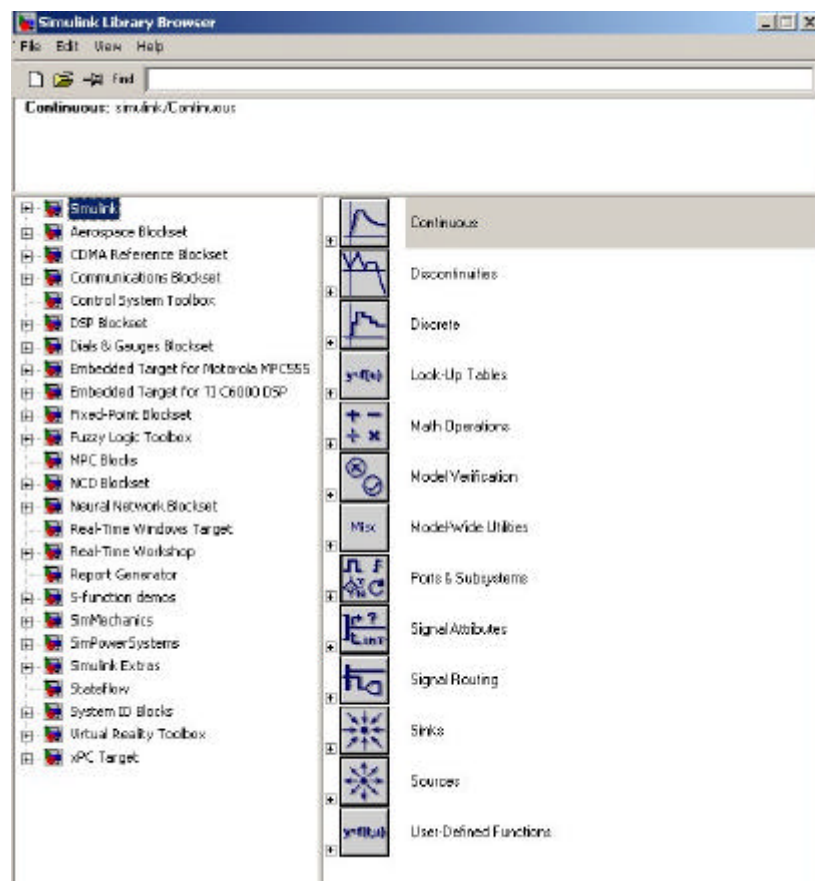 Simulink Library Browser
File Edit View Help
Find
Continuous: simulink/Continuous
Simulink
Aerospace Blockset
CDMA Reference Blockset
Communications Blockset
Control System Toolbox
DSP Blockset
Dials & Gauges Blockset
Embedded Target for Motorola MPC555
Embedded Target for TI C6000 DSP
Fixed-Point Blockset
Fuzzy Logic Toolbox
MPC Blocks
NCD Blockset
Neural Network Blockset
Real-Time Windows Target
Real-Time Workshop
Report Generator
S-function demos
SimMechanics
SimPowerSystems
Simulink Extras
Stateflow
System ID Blocks
Virtual Reality Toolbox
xPC Target
Continuous
Discontinuities
Discrete
y=f(u) Look-Up Tables
+ − ÷ × Math Operations
Model Verification
Misc Model-Wide Utilities
Ports & Subsystems
Signal Attributes
Signal Routing
Sinks
Sources
y=f(t,u) User-Defined Functions